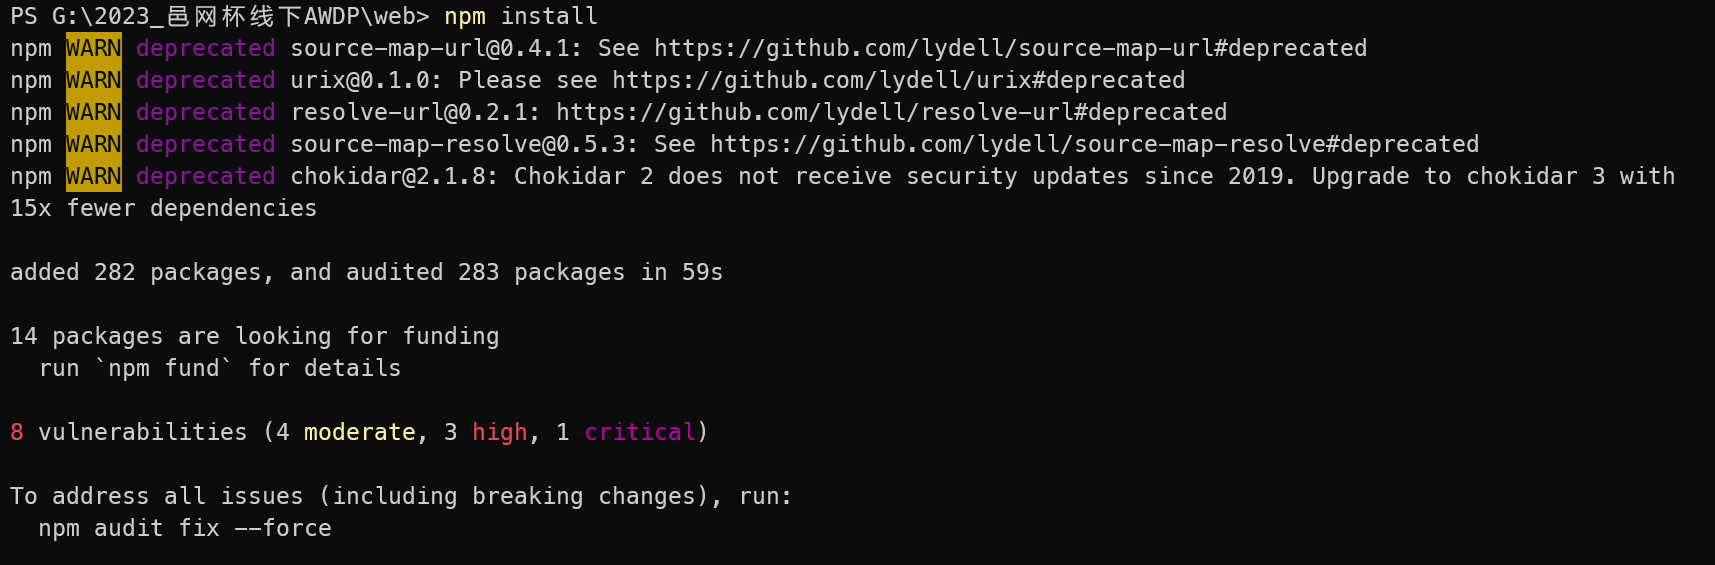 PS G:\2023_邑网杯线下AWDP\web> npm install
npm WARN deprecated source-map-url@0.4.1: See https://github.com/lydell/source-map-url#deprecated
npm WARN deprecated urix@0.1.0: Please see https://github.com/lydell/urix#deprecated
npm WARN deprecated resolve-url@0.2.1: https://github.com/lydell/resolve-url#deprecated
npm WARN deprecated source-map-resolve@0.5.3: See https://github.com/lydell/source-map-resolve#deprecated
npm WARN deprecated chokidar@2.1.8: Chokidar 2 does not receive security updates since 2019. Upgrade to chokidar 3 with
15x fewer dependencies
added 282 packages, and audited 283 packages in 59s
14 packages are looking for funding
  run `npm fund` for details
8 vulnerabilities (4 moderate, 3 high, 1 critical)
To address all issues (including breaking changes), run:
  npm audit fix --force